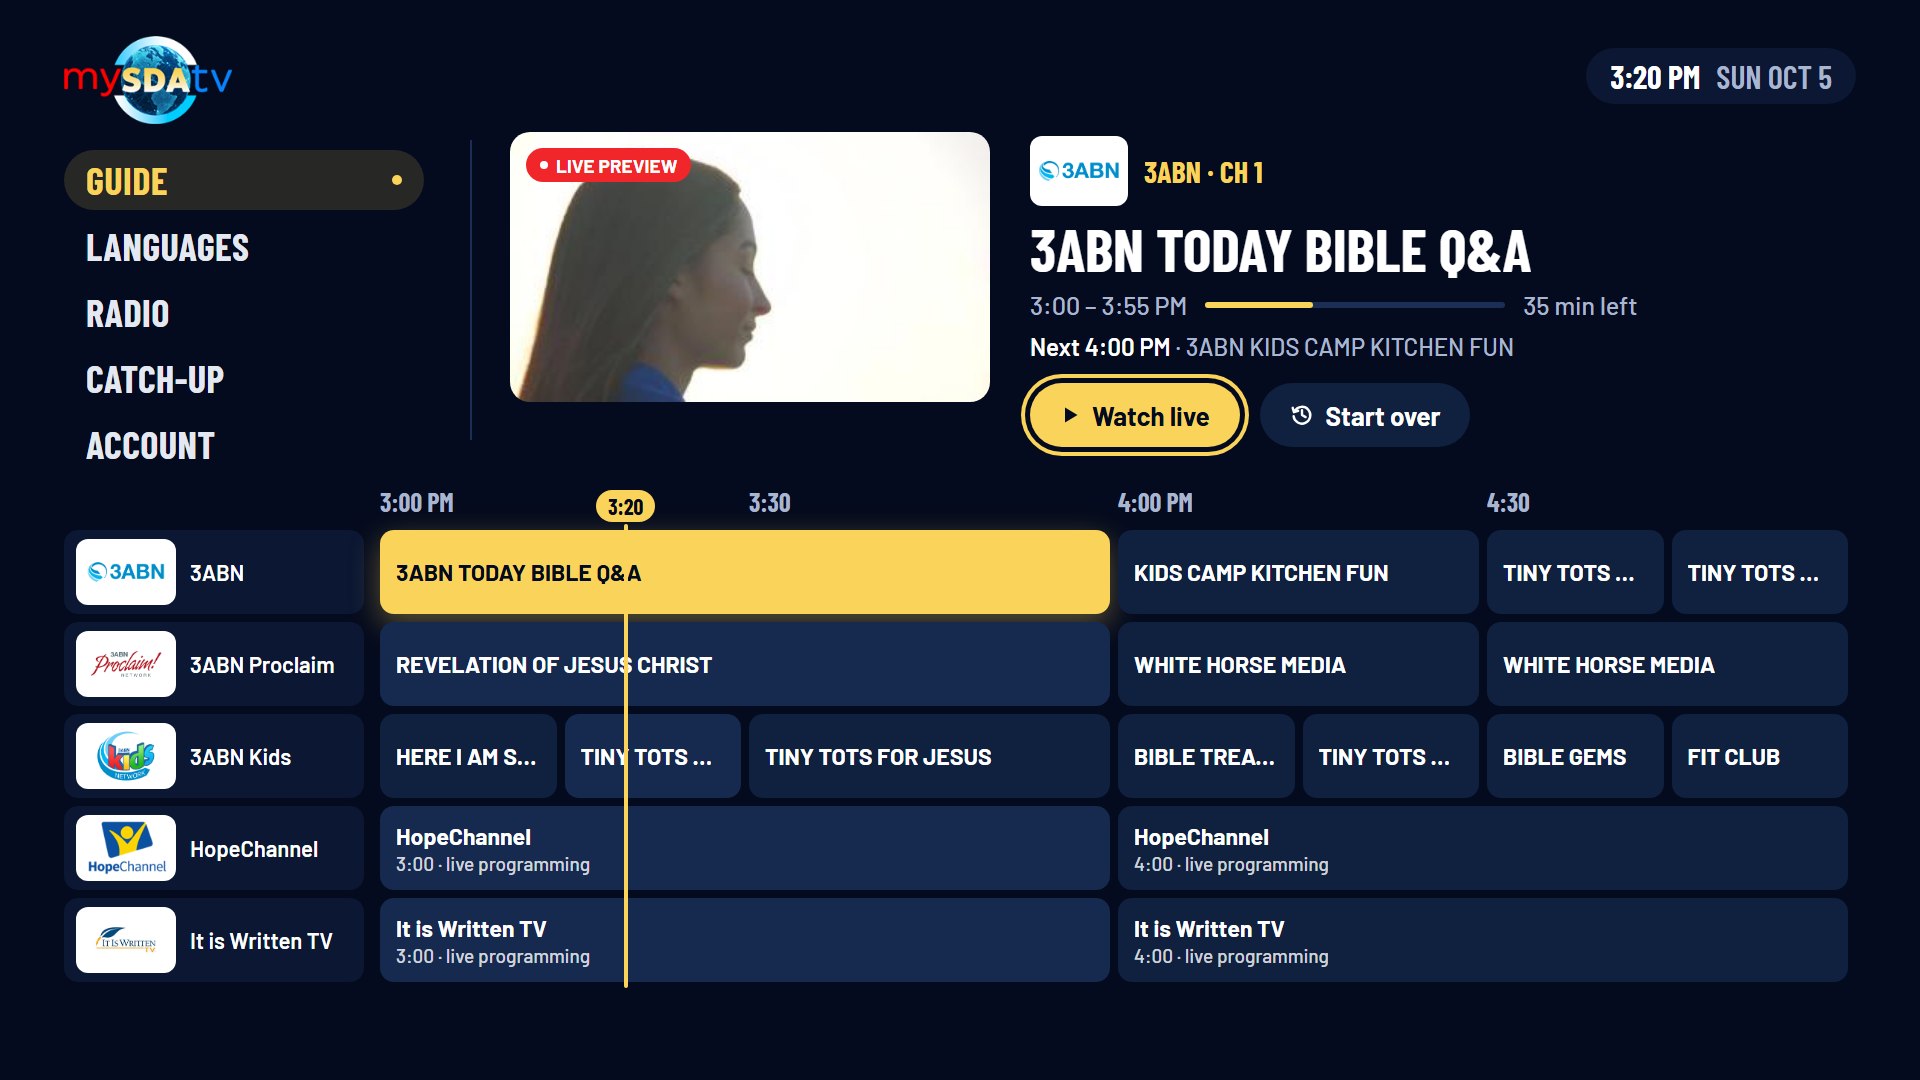 mySDAtv
3:20 PM SUN OCT 5
GUIDE
LANGUAGES
RADIO
CATCH-UP
ACCOUNT
LIVE PREVIEW
3ABN
3ABN · CH 1
3ABN TODAY BIBLE Q&A
3:00 – 3:55 PM 35 min left
Next 4:00 PM · 3ABN KIDS CAMP KITCHEN FUN
Watch live
Start over
3:00 PM 3:20 3:30 4:00 PM 4:30
3ABN 3ABN
3ABN TODAY BIBLE Q&A
KIDS CAMP KITCHEN FUN
TINY TOTS ...
TINY TOTS ...
3ABN
Proclaim!
NETWORK
3ABN Proclaim
REVELATION OF JESUS CHRIST
WHITE HORSE MEDIA
WHITE HORSE MEDIA
kids
NETWORK
3ABN Kids
HERE I AM S...
TINY TOTS ...
TINY TOTS FOR JESUS
BIBLE TREA...
TINY TOTS ...
BIBLE GEMS
FIT CLUB
HopeChannel
HopeChannel
HopeChannel
3:00 · live programming
HopeChannel
4:00 · live programming
IT IS WRITTEN
TV
It is Written TV
It is Written TV
3:00 · live programming
It is Written TV
4:00 · live programming